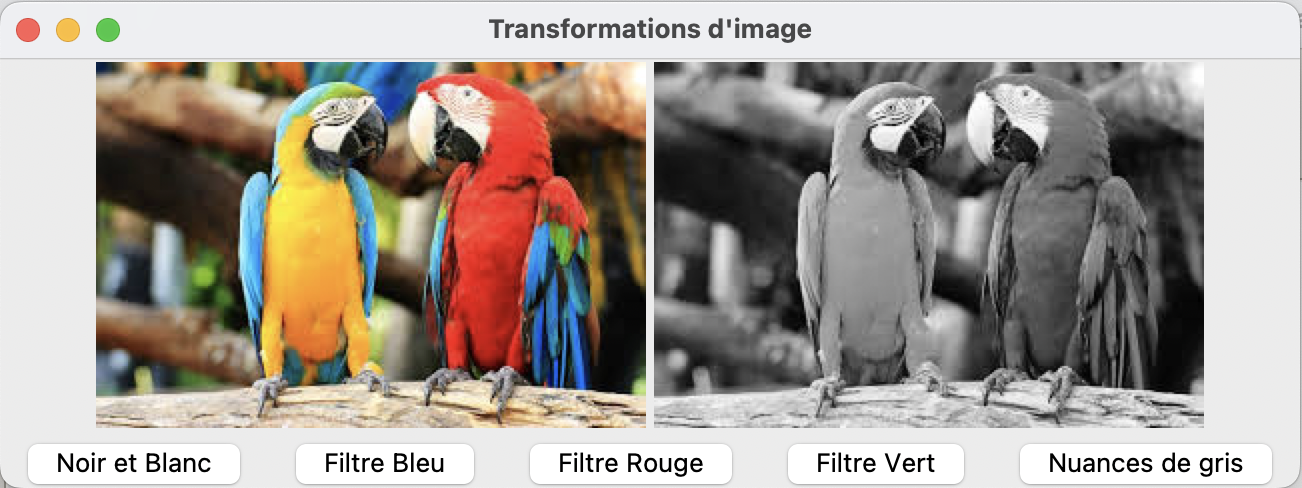 Transformations d'image
Noir et Blanc
Filtre Bleu
Filtre Rouge
Filtre Vert
Nuances de gris